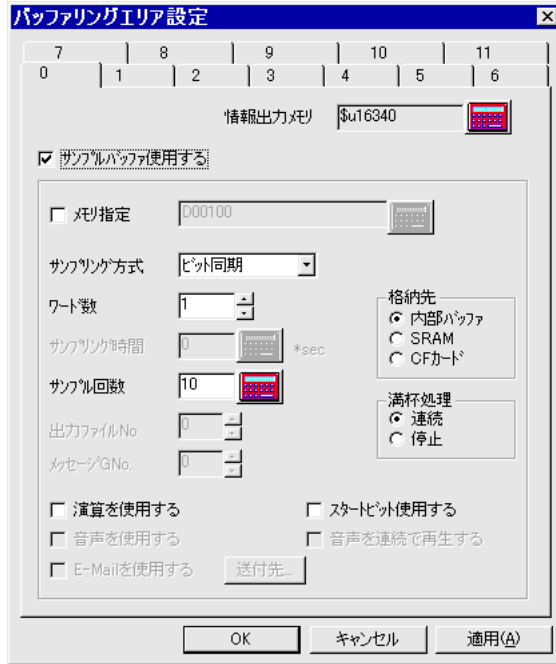 バッファリングエリア設定
7 8 9 10 11
0 1 2 3 4 5 6
情報出力メモリ $u16340
サンプルバッファ使用する
メモリ指定 D00100
サンプリング方式 ビット同期
ワード数 1
サンプリング時間 0 *sec
サンプル回数 10
出力ファイルNo 0
メッセージGNo. 0
格納先
内部バッファ
SRAM
CFカード
満杯処理
連続
停止
演算を使用する スタートビット使用する
音声を使用する 音声を連続で再生する
E-Mailを使用する 送付先...
OK キャンセル 適用(A)